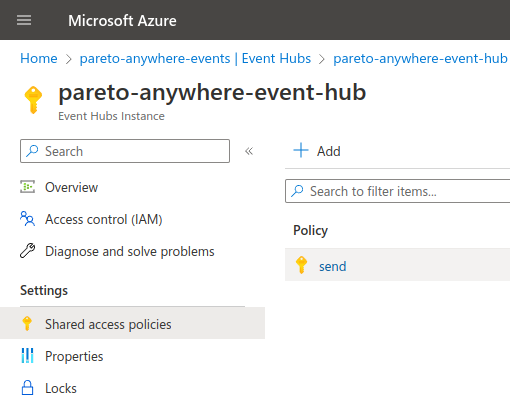 Microsoft Azure
Home > pareto-anywhere-events | Event Hubs > pareto-anywhere-event-hub
pareto-anywhere-event-hub
Event Hubs Instance
Search
«
+ Add
Search to filter items...
Overview
Access control (IAM)
Diagnose and solve problems
Settings
Shared access policies
Properties
Locks
Policy
send